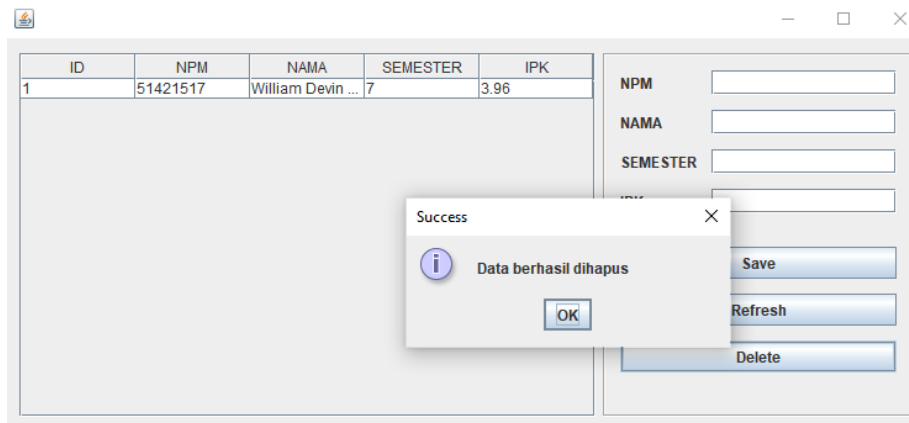 ID NPM NAMA SEMESTER IPK
1 51421517 William Devin ... 7 3.96
NPM
NAMA
SEMESTER
Success
Data berhasil dihapus
OK
Save
Refresh
Delete